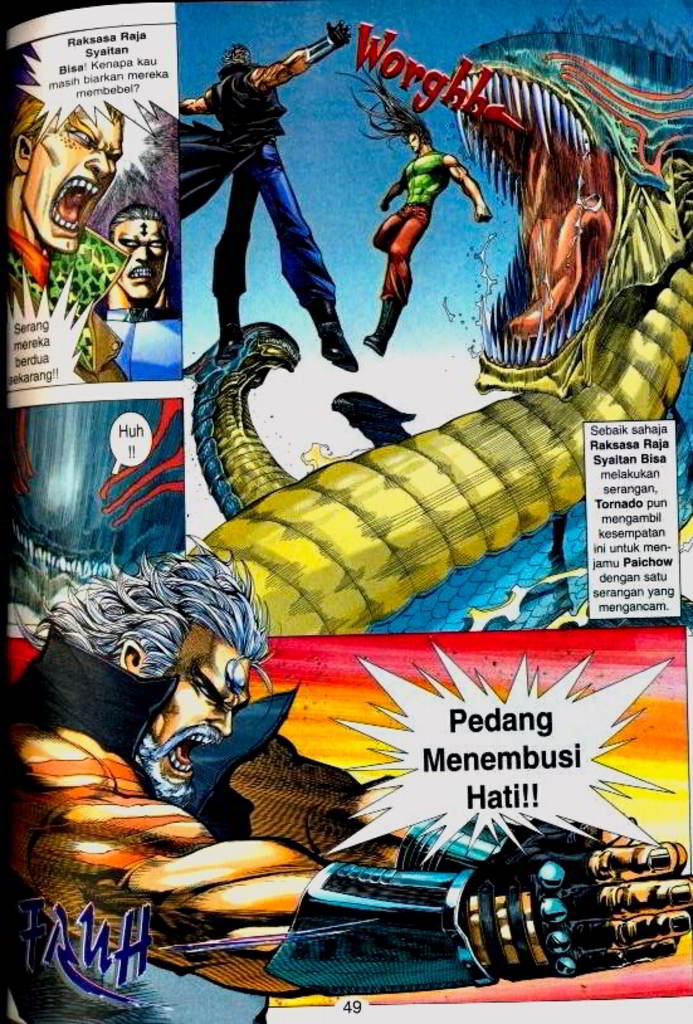 Raksasa Raja
Syaitan
Bisa! Kenapa kau
masih biarkan mereka
membebel?
Worghh
Serang
mereka
berdua
sekarang!!
Huh
!!
Sebaik sahaja
Raksasa Raja
Syaitan Bisa
melakukan
serangan,
Tornado pun
mengambil
kesempatan
ini untuk men-
jamu Paichow
dengan satu
serangan yang
mengancam.
Pedang
Menembusi
Hati!!
49